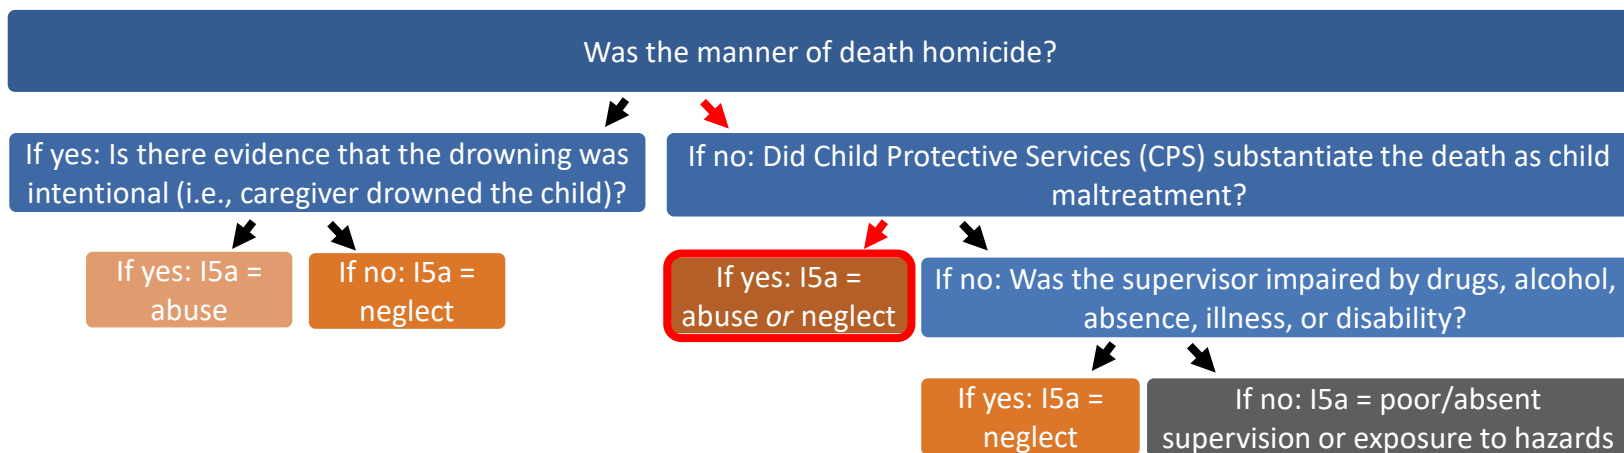 Was the manner of death homicide?
If yes: Is there evidence that the drowning was
intentional (i.e., caregiver drowned the child)?
If no: Did Child Protective Services (CPS) substantiate the death as child
maltreatment?
If yes: I5a =
abuse
If no: I5a =
neglect
If yes: I5a =
abuse or neglect
If no: Was the supervisor impaired by drugs, alcohol,
absence, illness, or disability?
If yes: I5a =
neglect
If no: I5a = poor/absent
supervision or exposure to hazards